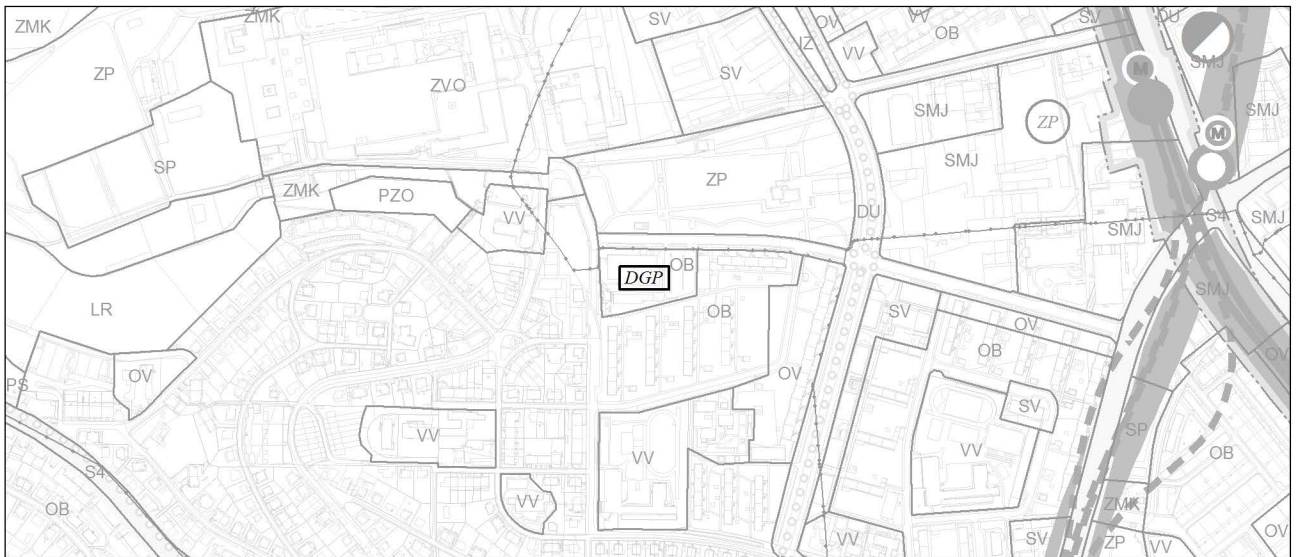 ZMK
ZMK
SV
OV
VV
SV
DU
IZ
VV
OB
SMJ
ZP
ZVO
SV
M
SMJ
ZP
SMJ
M
SP
SMJ
ZP
ZMK
PZO
VV
DU
S4
SMJ
SMJ
OB
DGP
SMJ
LR
OB
SV
OV
OB
OV
PS
OV
OV
SV
SP
VV
VV
VV
OB
S4
OB
VV
ZMK
OV
VV
SV
ZP
VV